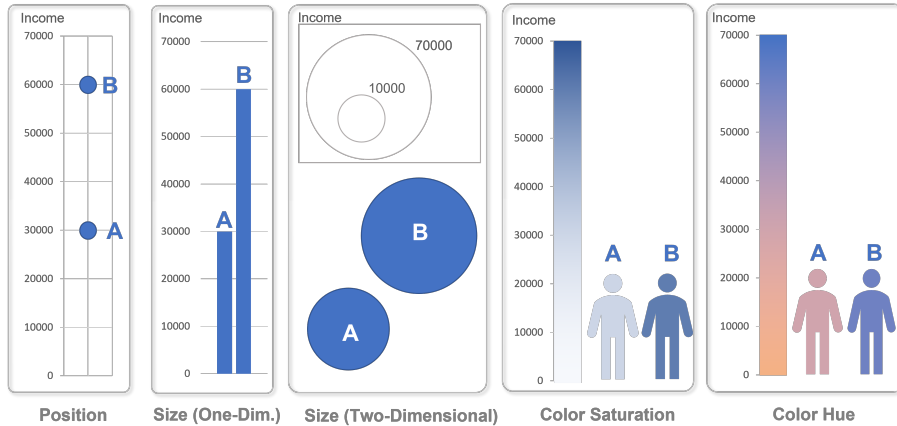 Income
70000
60000
B
50000
40000
30000
A
20000
10000
0
Position
Income
70000
B
60000
50000
40000
A
30000
20000
10000
0
Size (One-Dim.)
Income
70000
10000
B
A
Size (Two-Dimensional)
Income
70000
60000
50000
40000
30000
A B
20000
10000
0
Color Saturation
Income
70000
60000
50000
40000
30000
A B
20000
10000
0
Color Hue